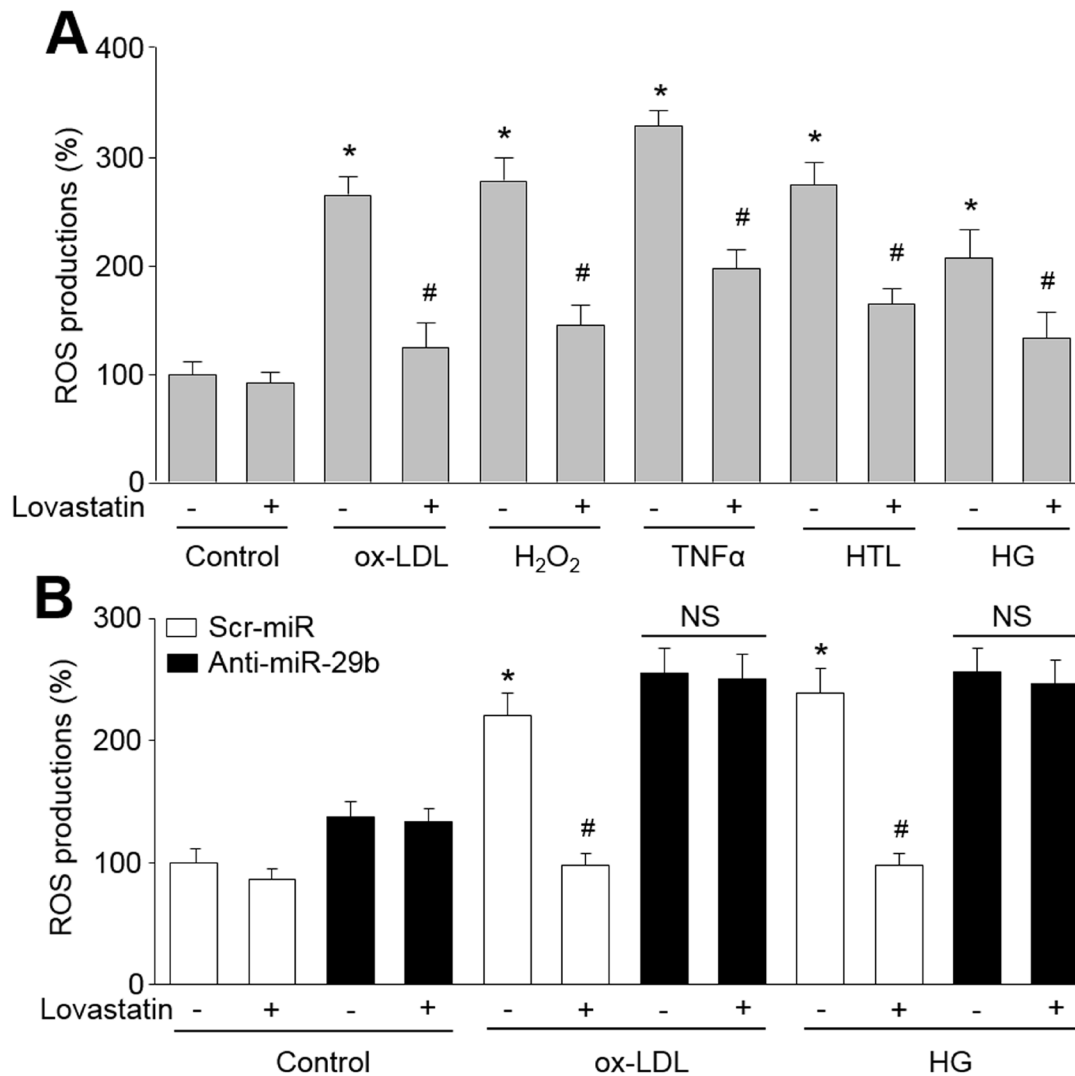 A
400
300
200
100
0
ROS productions (%)
* # * # * # * # * #
Lovastatin - + - + - + - + - + - +
Control ox-LDL H₂O₂ TNFα HTL HG
B
300
200
100
0
ROS productions (%)
Scr-miR
Anti-miR-29b
NS NS
* # * #
Lovastatin - + - + - + - + - + - +
Control ox-LDL HG